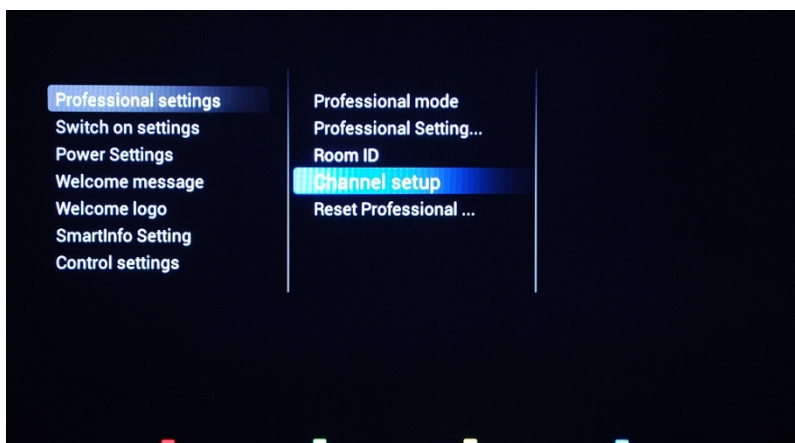 Professional settings
Switch on settings
Power Settings
Welcome message
Welcome logo
SmartInfo Setting
Control settings
Professional mode
Professional Setting...
Room ID
Channel setup
Reset Professional ...